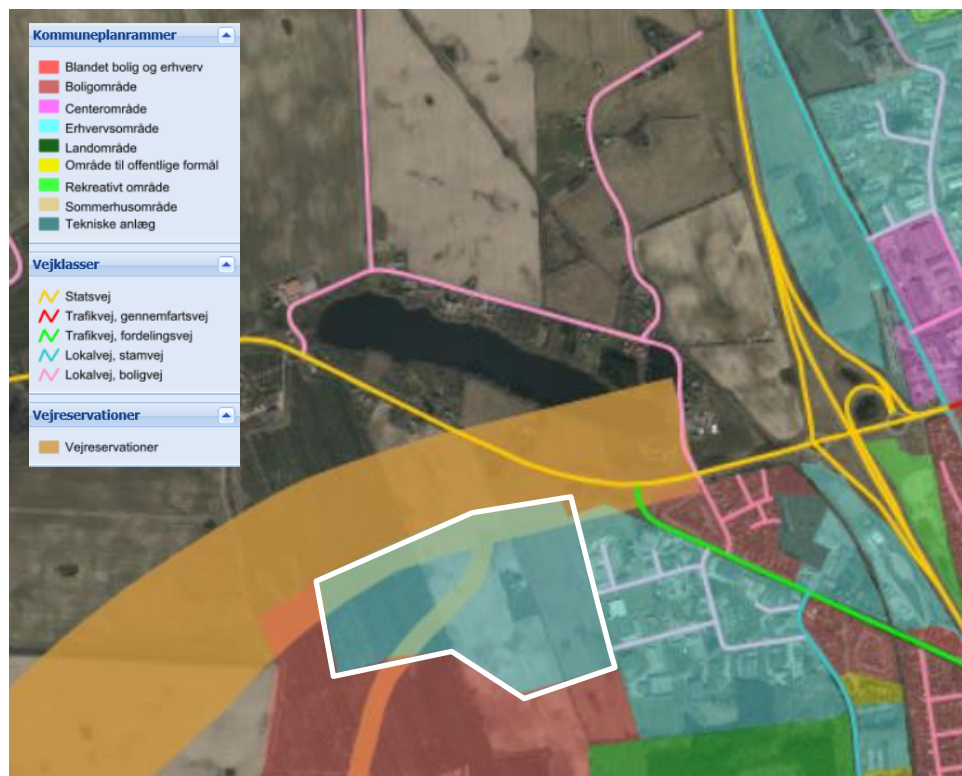 Kommuneplanrammer
Blandet bolig og erhverv
Boligområde
Centerområde
Erhvervsområde
Landområde
Område til offentlige formål
Rekreativt område
Sommerhusområde
Tekniske anlæg
Vejklasser
Statsvej
Trafikvej, gennemfartsvej
Trafikvej, fordelingsvej
Lokalvej, stamvej
Lokalvej, boligvej
Vejreservationer
Vejreservationer